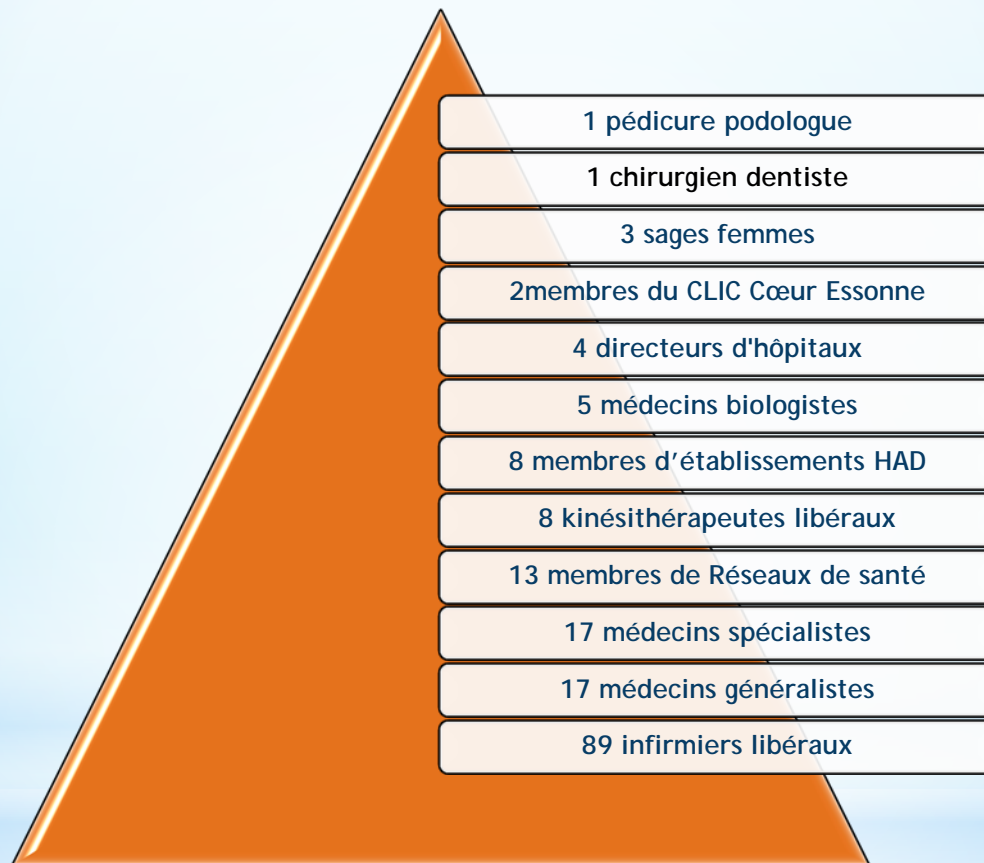 1 pédicure podologue
1 chirurgien dentiste
3 sages femmes
2membres du CLIC Cœur Essonne
4 directeurs d'hôpitaux
5 médecins biologistes
8 membres d’établissements HAD
8 kinésithérapeutes libéraux
13 membres de Réseaux de santé
17 médecins spécialistes
17 médecins généralistes
89 infirmiers libéraux